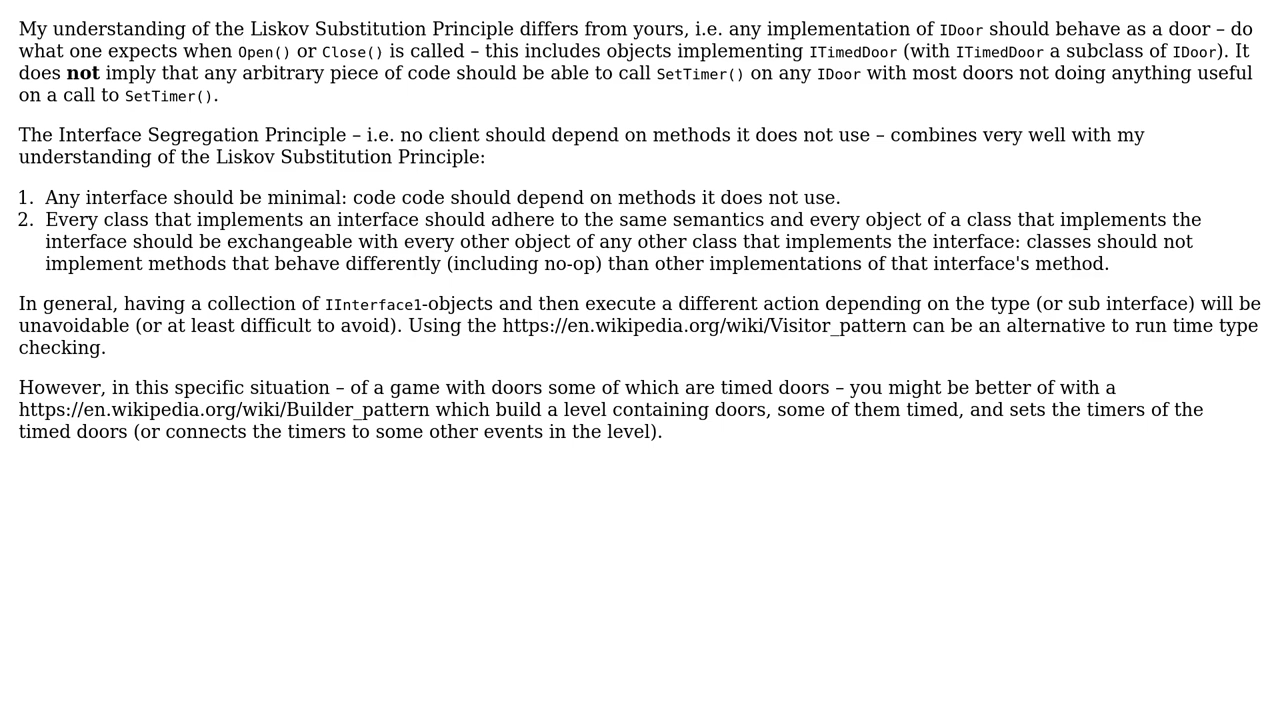 My understanding of the Liskov Substitution Principle differs from yours, i.e. any implementation of IDoor should behave as a door – do
what one expects when Open() or Close() is called – this includes objects implementing ITimedDoor (with ITimedDoor a subclass of IDoor). It
does not imply that any arbitrary piece of code should be able to call SetTimer() on any IDoor with most doors not doing anything useful
on a call to SetTimer().
The Interface Segregation Principle – i.e. no client should depend on methods it does not use – combines very well with my
understanding of the Liskov Substitution Principle:
1. Any interface should be minimal: code code should depend on methods it does not use.
2. Every class that implements an interface should adhere to the same semantics and every object of a class that implements the
interface should be exchangeable with every other object of any other class that implements the interface: classes should not
implement methods that behave differently (including no-op) than other implementations of that interface's method.
In general, having a collection of IInterface1-objects and then execute a different action depending on the type (or sub interface) will be
unavoidable (or at least difficult to avoid). Using the https://en.wikipedia.org/wiki/Visitor_pattern can be an alternative to run time type
checking.
However, in this specific situation – of a game with doors some of which are timed doors – you might be better of with a
https://en.wikipedia.org/wiki/Builder_pattern which build a level containing doors, some of them timed, and sets the timers of the
timed doors (or connects the timers to some other events in the level).